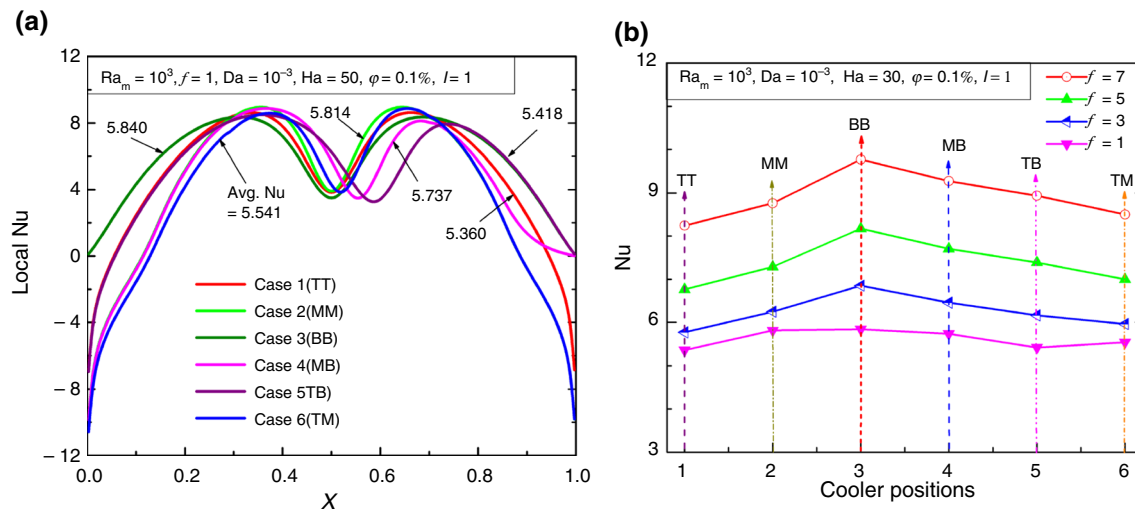 (a)
Ra_m = 10³, f = 1, Da = 10⁻³, Ha = 50, φ = 0.1%, I = 1
5.840
5.814
5.418
5.737
5.360
Avg. Nu
= 5.541
Case 1(TT)
Case 2(MM)
Case 3(BB)
Case 4(MB)
Case 5TB)
Case 6(TM)
Local Nu
12
8
4
0
− 4
− 8
− 12
0.0 0.2 0.4 0.6 0.8 1.0
X
(b)
Ra_m = 10³, Da = 10⁻³, Ha = 30, φ = 0.1%, I = 1
f = 7
f = 5
f = 3
f = 1
TT
MM
BB
MB
TB
TM
Nu
12
9
6
3
1 2 3 4 5 6
Cooler positions